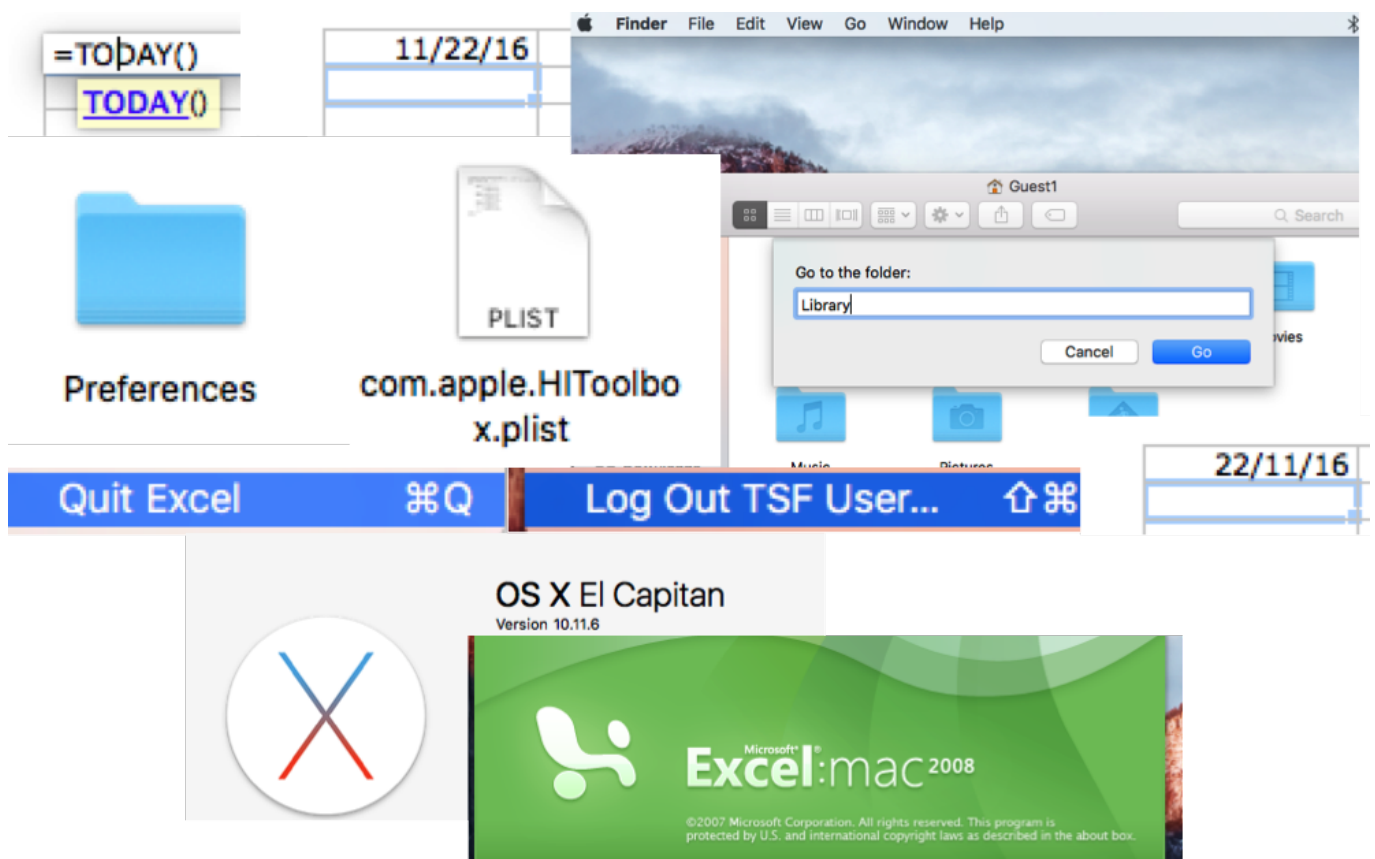 =TODAY()
TODAY()
11/22/16
Finder File Edit View Go Window Help
Guest1
Search
Go to the folder:
Library
Cancel Go
vies
Music Pictures
PLIST
Preferences
com.apple.HIToolbo
x.plist
22/11/16
Quit Excel ⌘Q
Log Out TSF User... ⇧⌘
OS X El Capitan
Version 10.11.6
Microsoft® ®
Excel:mac 2008
©2007 Microsoft Corporation. All rights reserved. This program is
protected by U.S. and international copyright laws as described in the about box.